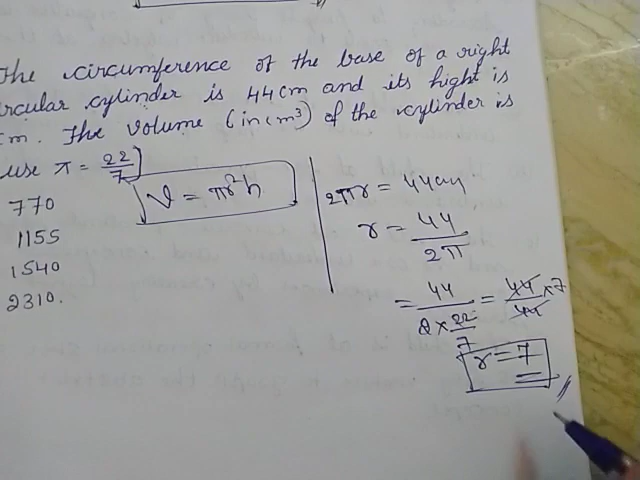 The circumference of the base of a right
ircular cylinder is 44cm and its hight is
cm. The volume (in cm³) of the cylinder is
use π = 22/7]
770
1155
1540
2310.
V = πr²h
2πr = 44cm
r = 44/2π
= 44/(2 × 22/7) = 44/44 × 7
r = 7